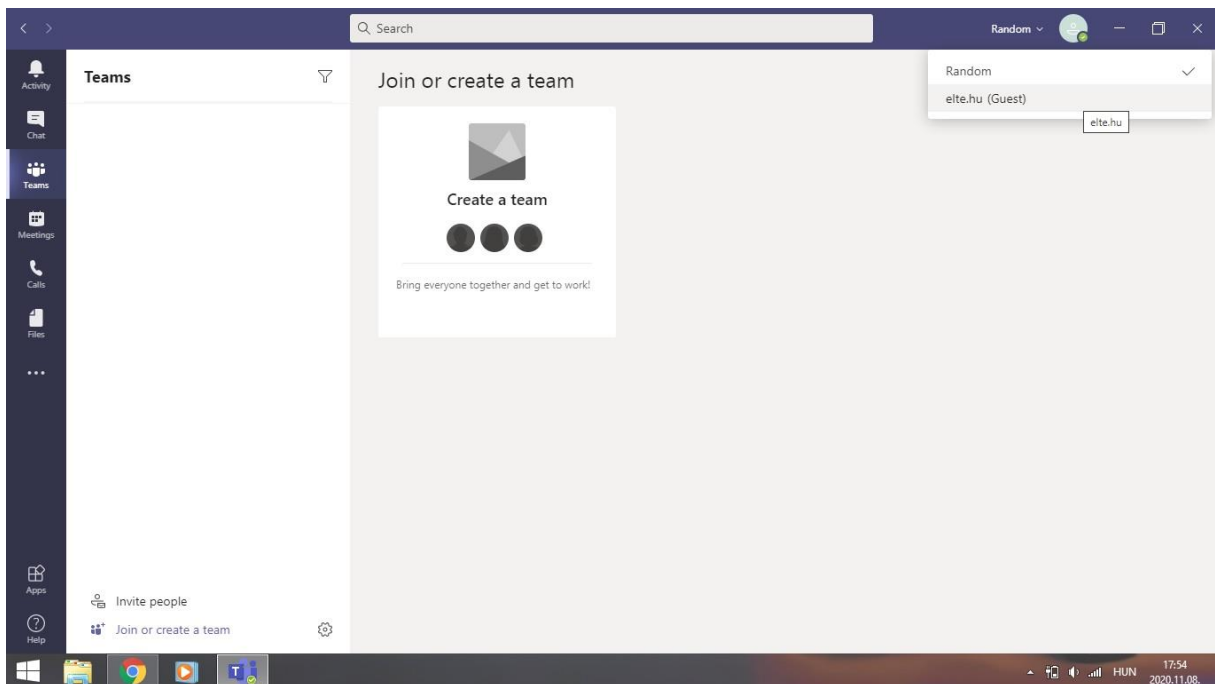 Search
Random
Activity
Chat
Teams
Meetings
Calls
Files
Apps
Help
Teams
Invite people
Join or create a team
Join or create a team
Create a team
Bring everyone together and get to work!
Random
elte.hu (Guest)
elte.hu
HUN
17:54
2020.11.08.